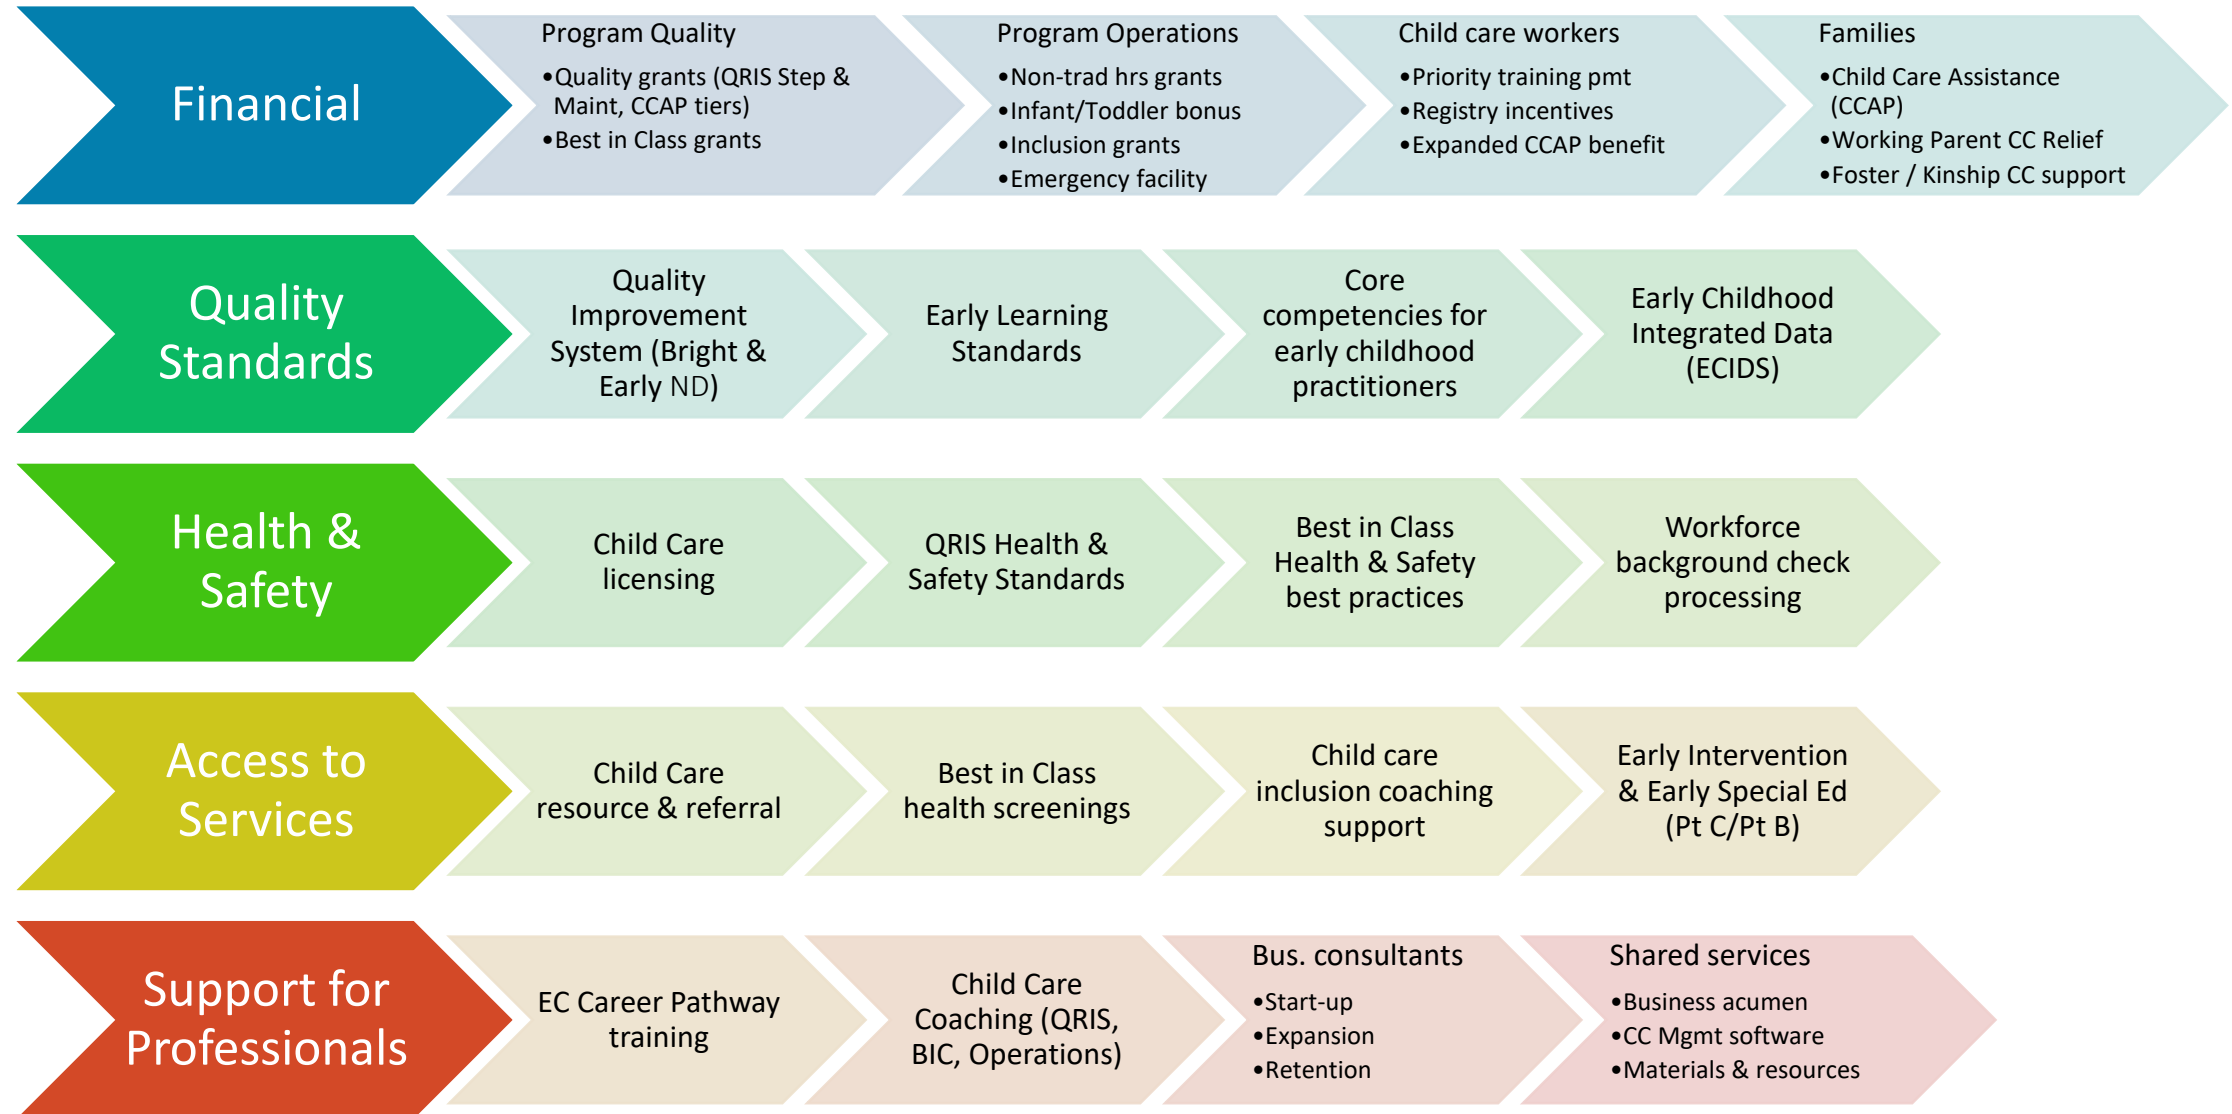 Financial
Program Quality
•Quality grants (QRIS Step &
Maint, CCAP tiers)
•Best in Class grants
Program Operations
•Non-trad hrs grants
•Infant/Toddler bonus
•Inclusion grants
•Emergency facility
Child care workers
•Priority training pmt
•Registry incentives
•Expanded CCAP benefit
Families
•Child Care Assistance
(CCAP)
•Working Parent CC Relief
•Foster / Kinship CC support
Quality
Standards
Quality
Improvement
System (Bright &
Early ND)
Early Learning
Standards
Core
competencies for
early childhood
practitioners
Early Childhood
Integrated Data
(ECIDS)
Health &
Safety
Child Care
licensing
QRIS Health &
Safety Standards
Best in Class
Health & Safety
best practices
Workforce
background check
processing
Access to
Services
Child Care
resource & referral
Best in Class
health screenings
Child care
inclusion coaching
support
Early Intervention
& Early Special Ed
(Pt C/Pt B)
Support for
Professionals
EC Career Pathway
training
Child Care
Coaching (QRIS,
BIC, Operations)
Bus. consultants
•Start-up
•Expansion
•Retention
Shared services
•Business acumen
•CC Mgmt software
•Materials & resources